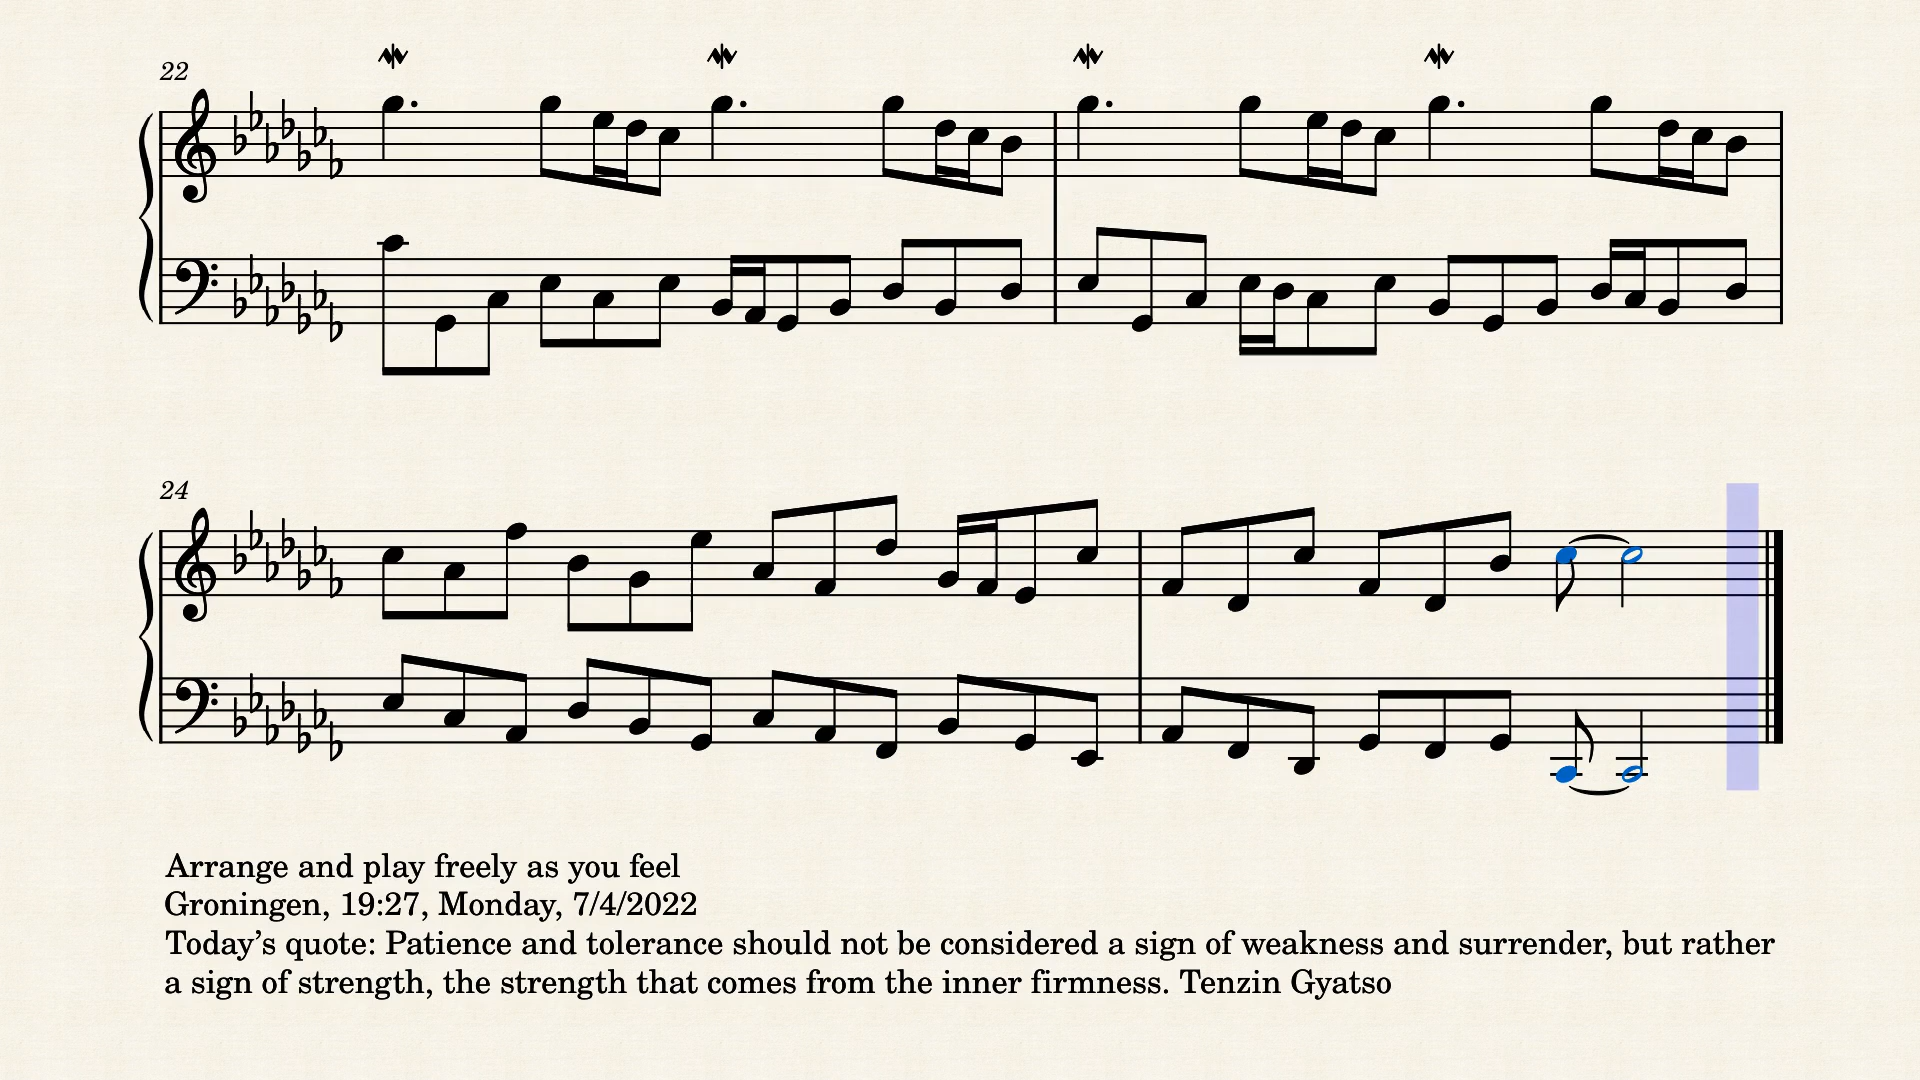 22
24
Arrange and play freely as you feel
Groningen, 19:27, Monday, 7/4/2022
Today’s quote: Patience and tolerance should not be considered a sign of weakness and surrender, but rather
a sign of strength, the strength that comes from the inner firmness. Tenzin Gyatso